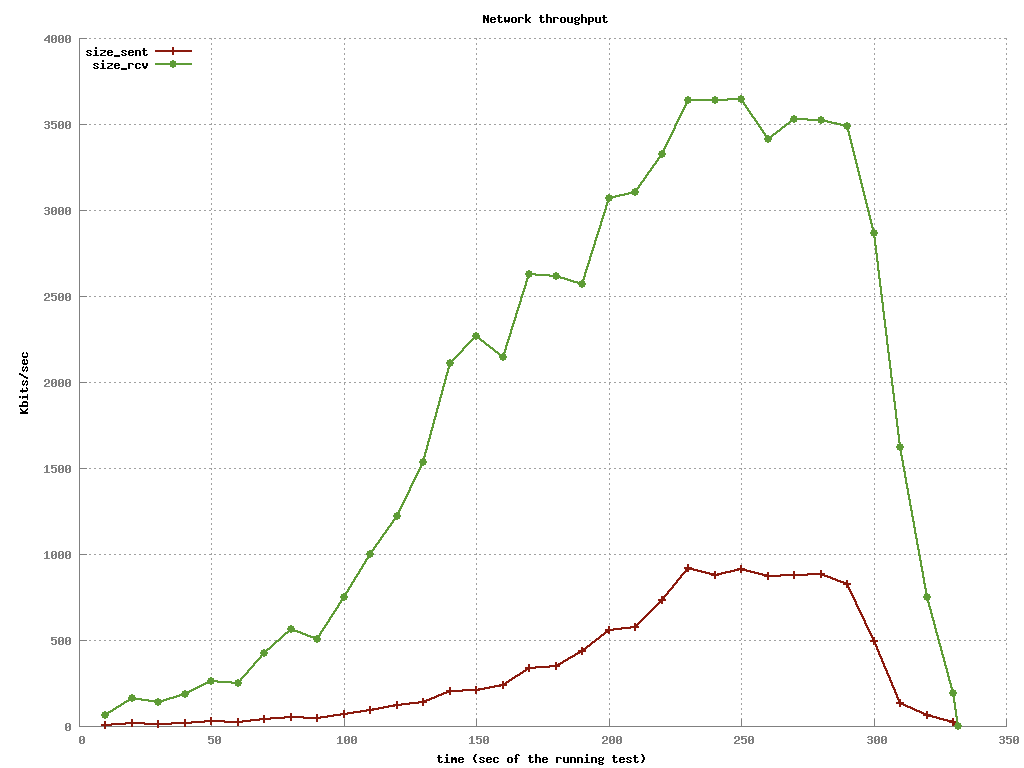 Network throughput
size_sent
size_rcv
4000
3500
3000
2500
2000
1500
1000
500
0
Kbits/sec
0 50 100 150 200 250 300 350
time (sec of the running test)